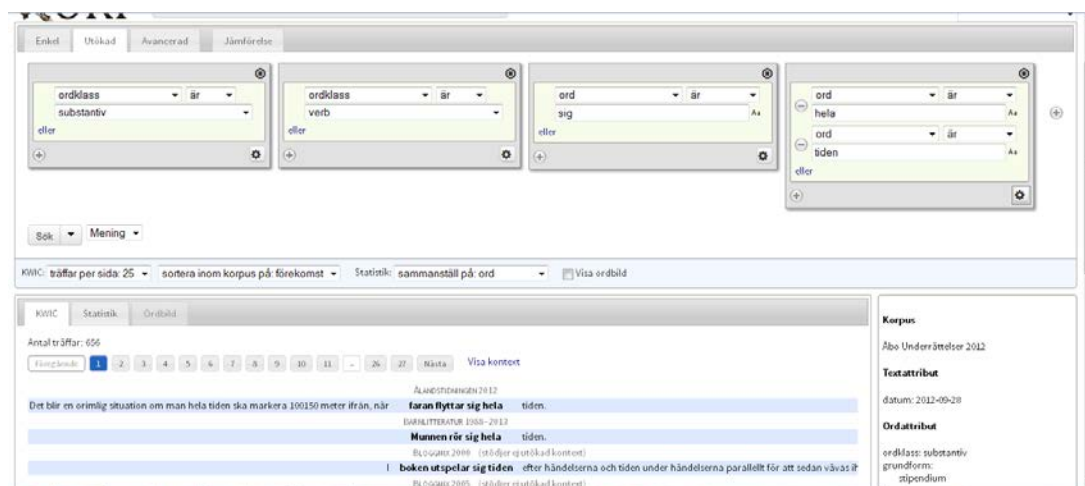 Enkel Utökad Avancerad Jämförelse
ordklass är ordklass är ord är ord är
substantiv verb sig hela Aa
eller eller eller Aa
ord är
tiden Aa
eller
Sök Mening
KWIC: träffar per sida: 25 sortera inom korpus på: förekomst Statistik: sammanställ på: ord Visa ordbild
KWIC Statistik Ordbild
Antal träffar: 656
Föregående 1 2 3 4 5 6 7 8 9 10 11 .. 26 27 Nästa Visa kontext
ÅLANDSTIDNINGEN 2012
Det blir en orimlig situation om man hela tiden ska markera 100150 meter ifrån, när faran flyttar sig hela tiden.
BARNLITTERATUR 1988–2013
Munnen rör sig hela tiden.
BLOGGMIX 2000 (stödjer ej utökad kontext)
I boken utspelar sig tiden efter händelserna och tiden under händelserna parallellt för att sedan vävas
BLOGGMIX 2005 (stödjer ej utökad kontext)
Korpus
Åbo Underrättelser 2012
Textattribut
datum: 2012-09-28
Ordattribut
ordklass: substantiv
grundform:
stipendium